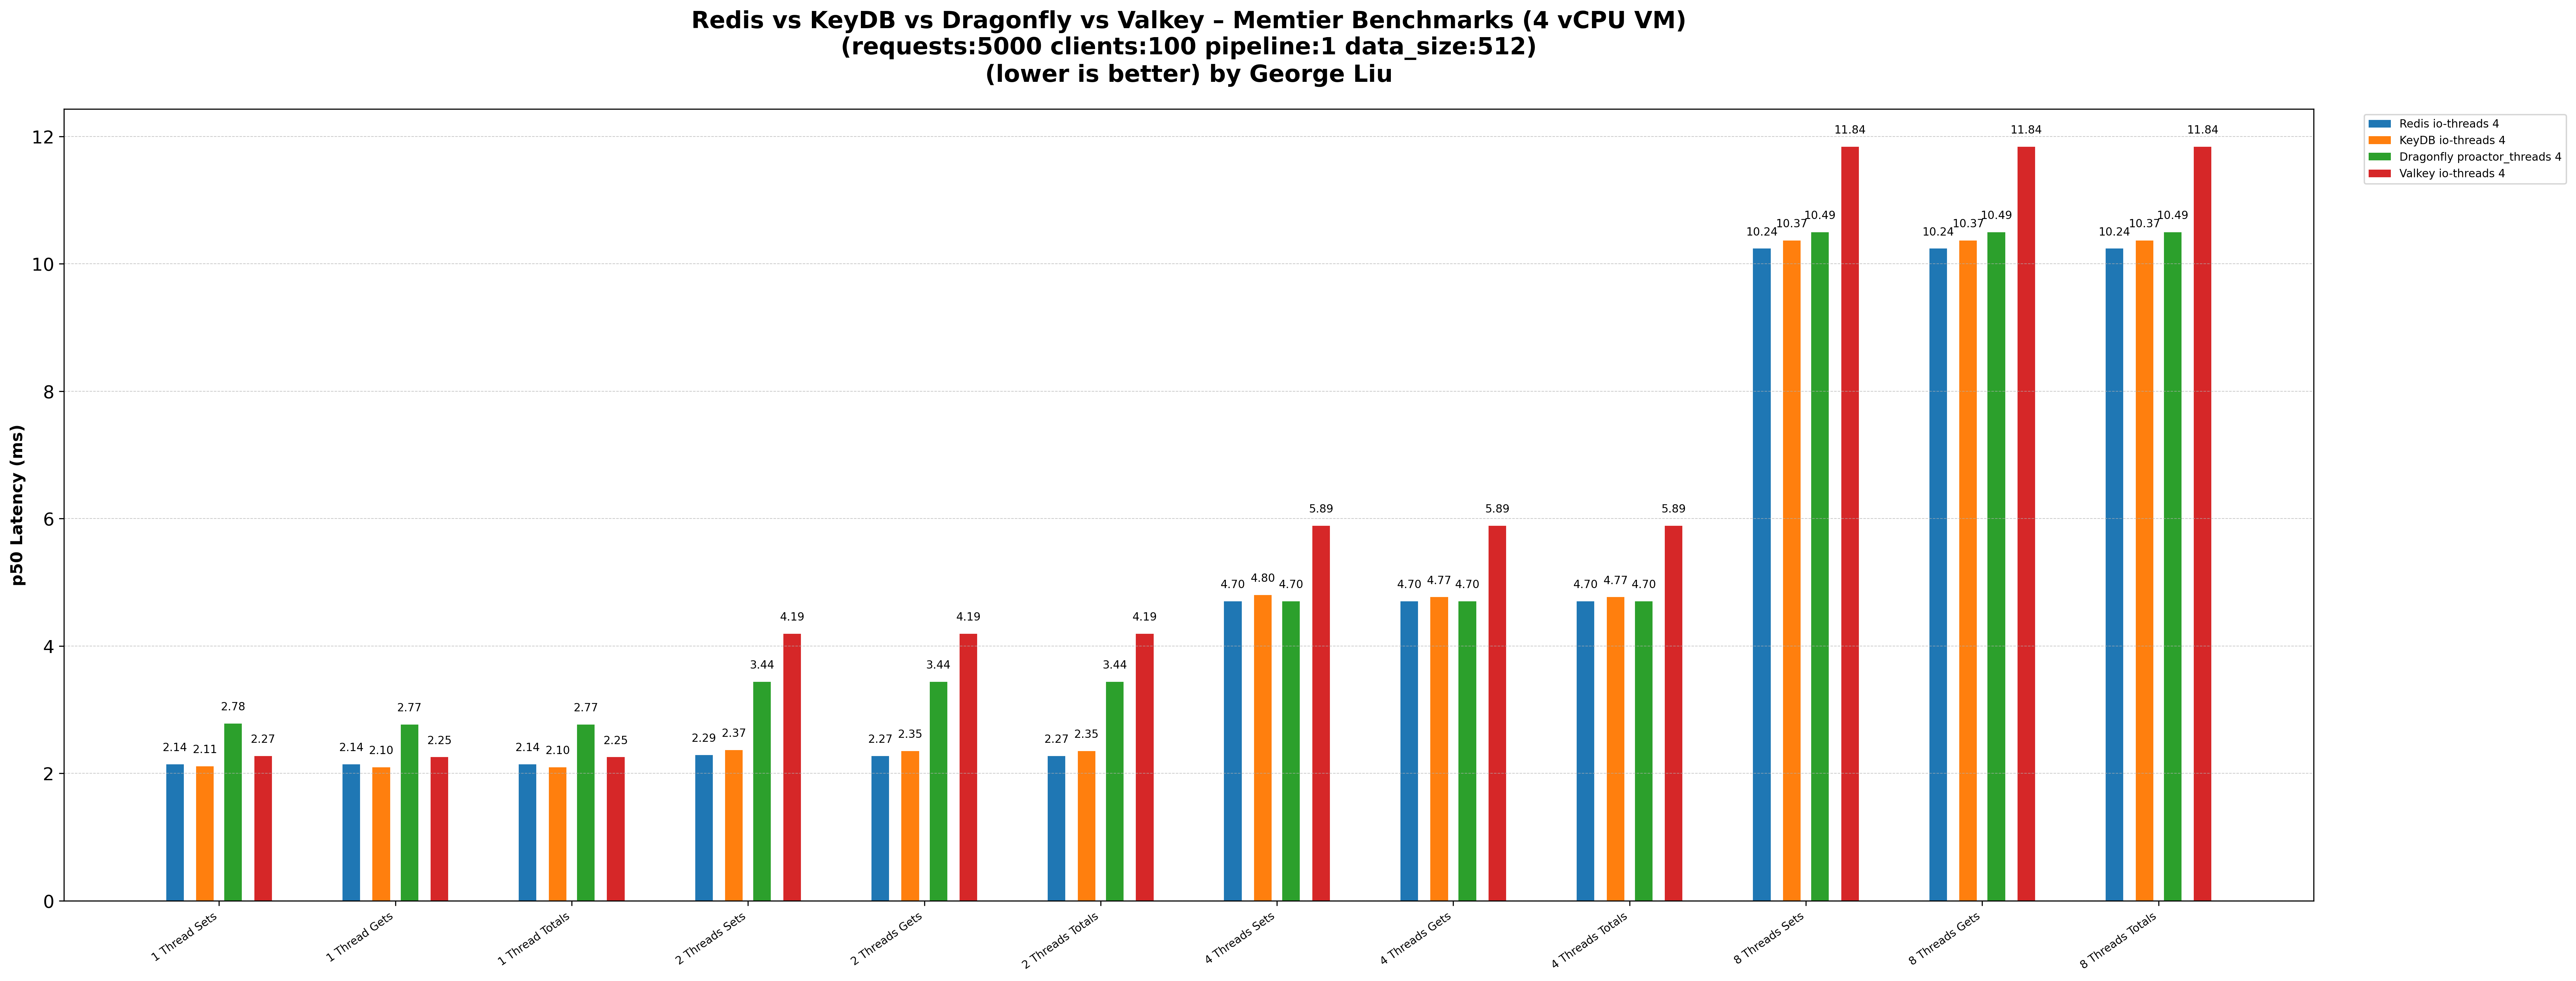 Redis vs KeyDB vs Dragonfly vs Valkey – Memtier Benchmarks (4 vCPU VM)
(requests:5000 clients:100 pipeline:1 data_size:512)
(lower is better) by George Liu
Redis io-threads 4
KeyDB io-threads 4
Dragonfly proactor_threads 4
Valkey io-threads 4
p50 Latency (ms)
12
10
8
6
4
2
0
2.14 2.11 2.78 2.27
2.14 2.10 2.77 2.25
2.14 2.10 2.77 2.25
2.29 2.37 3.44 4.19
2.27 2.35 3.44 4.19
2.27 2.35 3.44 4.19
4.70 4.80 4.70 5.89
4.70 4.77 4.70 5.89
4.70 4.77 4.70 5.89
10.24 10.37 10.49 11.84
10.24 10.37 10.49 11.84
10.24 10.37 10.49 11.84
1 Thread Sets
1 Thread Gets
1 Thread Totals
2 Threads Sets
2 Threads Gets
2 Threads Totals
4 Threads Sets
4 Threads Gets
4 Threads Totals
8 Threads Sets
8 Threads Gets
8 Threads Totals